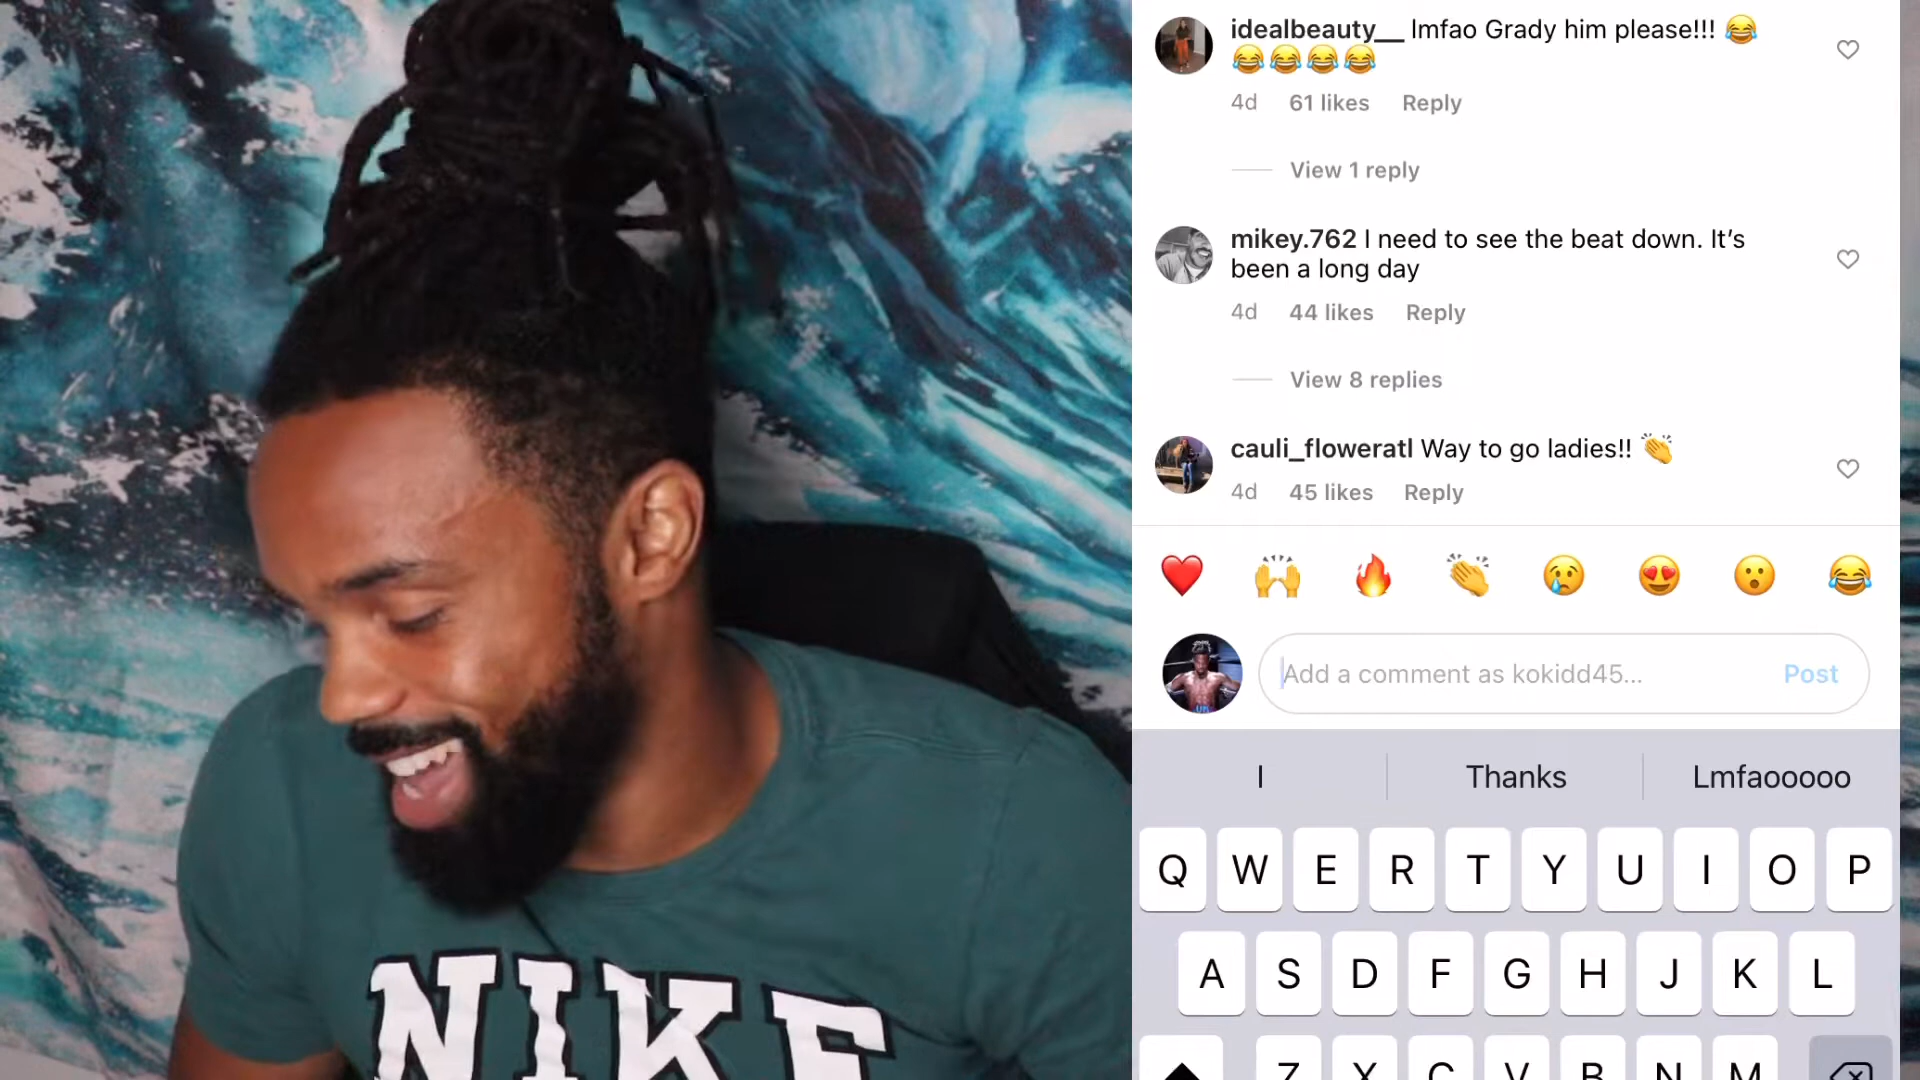 idealbeauty__ lmfao Grady him please!!! 😂
😂😂😂😂
4d 61 likes Reply
View 1 reply
mikey.762 I need to see the beat down. It's
been a long day
4d 44 likes Reply
View 8 replies
cauli_floweratl Way to go ladies!! 👏
4d 45 likes Reply
❤️ 🙌 🔥 👏 😢 😍 😮 😂
Add a comment as kokidd45... Post
I Thanks Lmfaooooo
Q W E R T Y U I O P
A S D F G H J K L
Z X C V B N M
NIKE